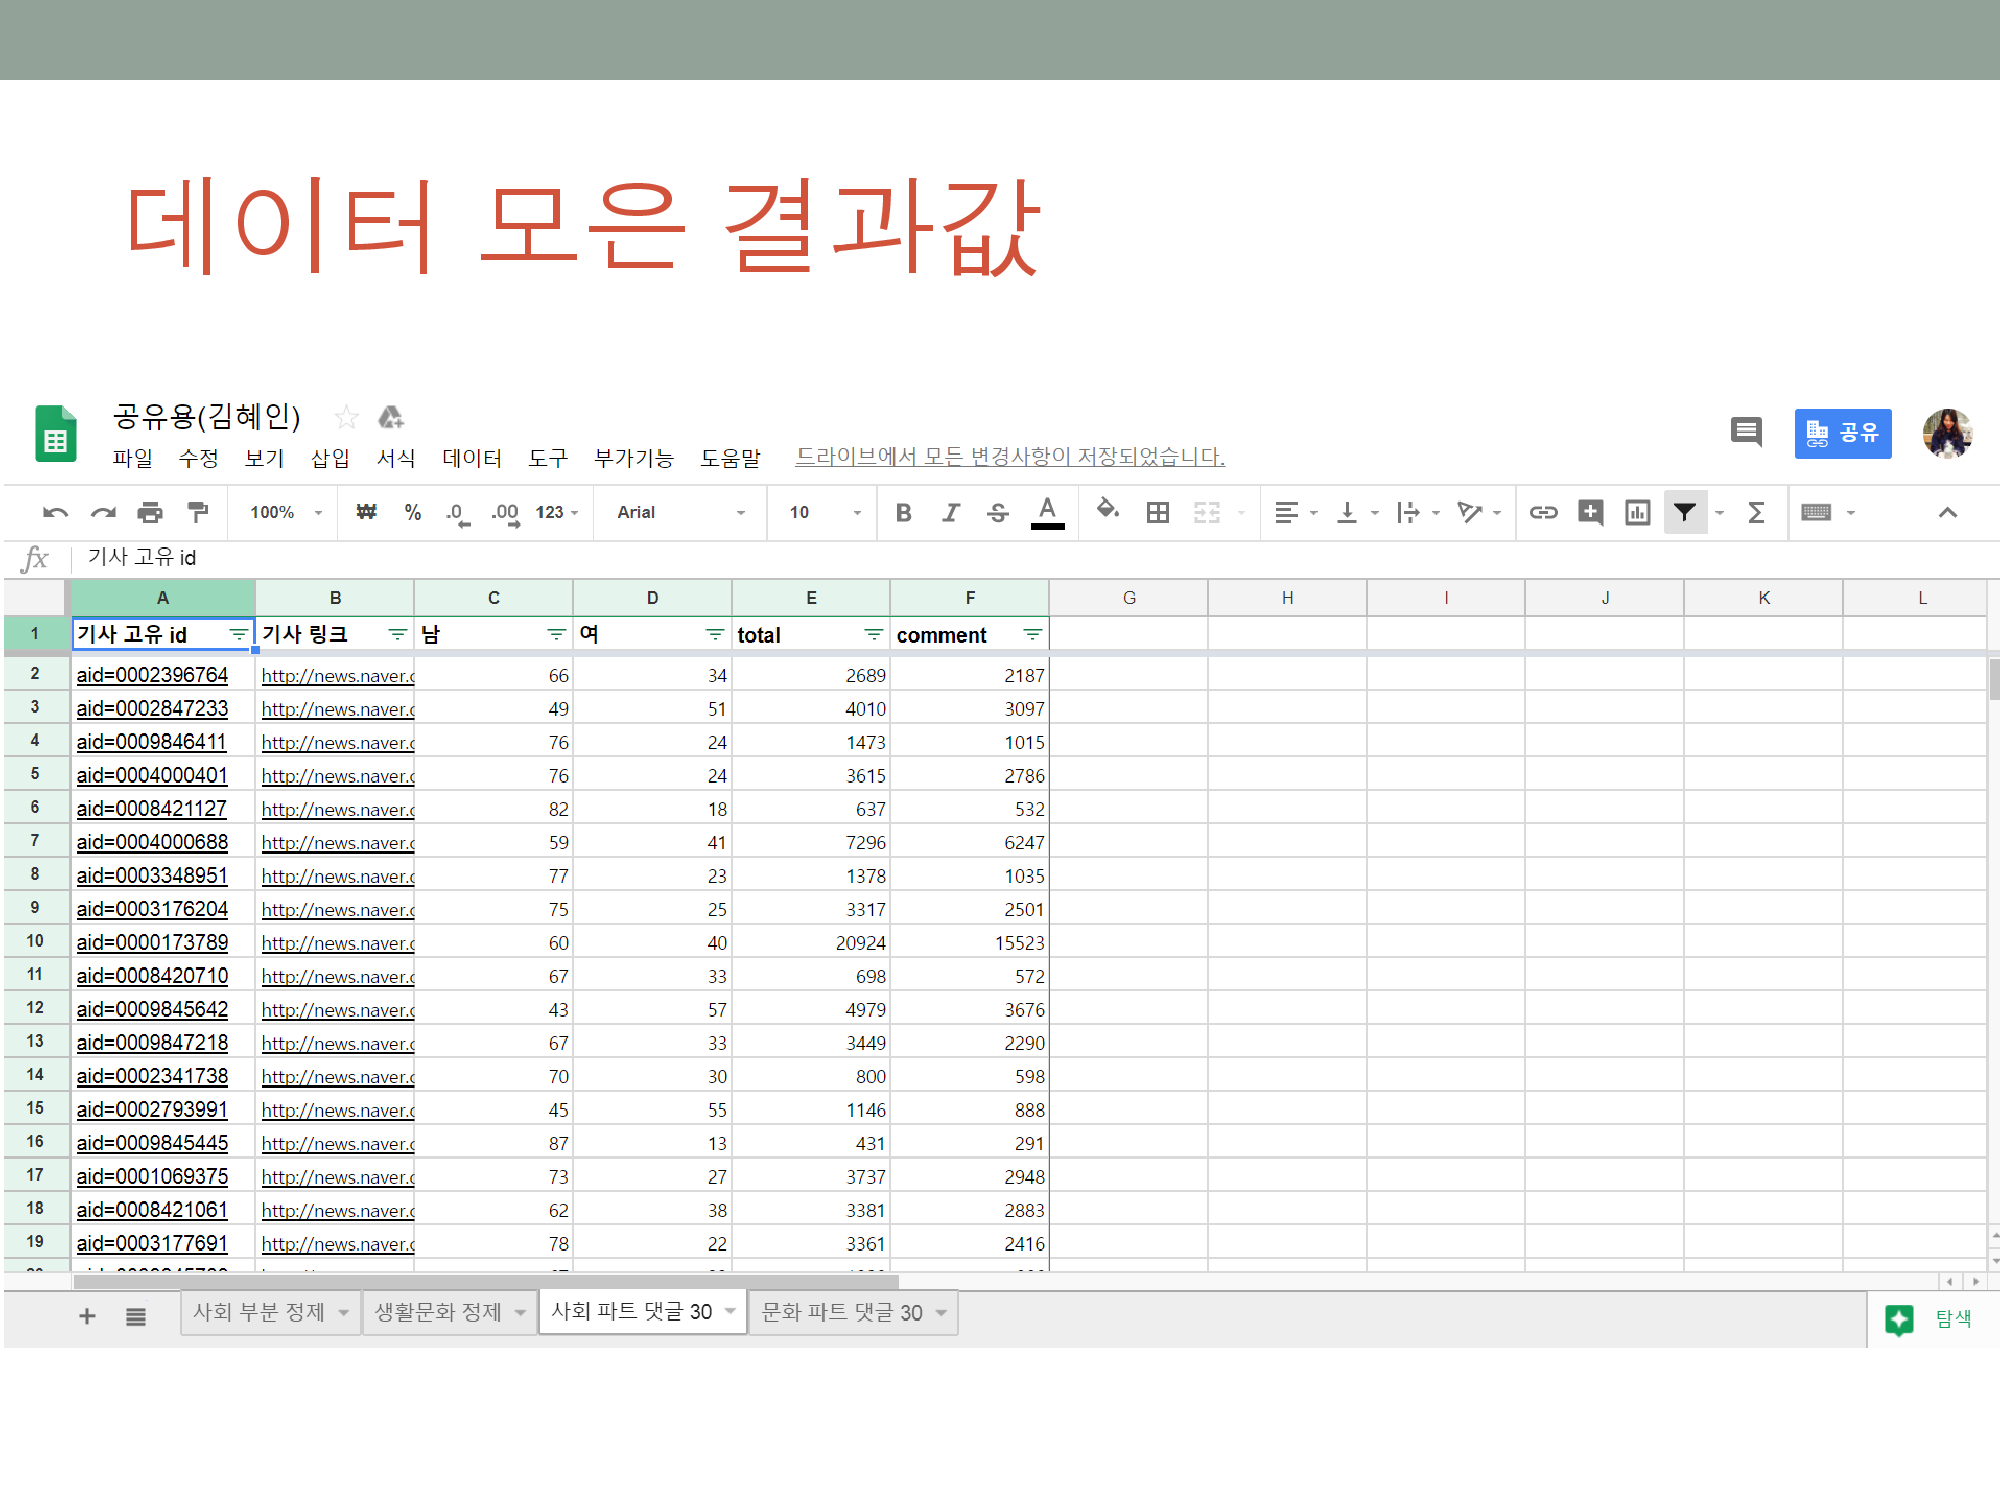 데이터 모은 결과값
공유용(김혜인)
파일 수정 보기 삽입 서식 데이터 도구 부가기능 도움말 드라이브에서 모든 변경사항이 저장되었습니다.
공유
100% ₩ % .0 .00 123 Arial 10 B I S A Σ
fx 기사 고유 id
A B C D E F G H I J K L
1 기사 고유 id 기사 링크 남 여 total comment
2 aid=0002396764 http://news.naver.c 66 34 2689 2187
3 aid=0002847233 http://news.naver.c 49 51 4010 3097
4 aid=0009846411 http://news.naver.c 76 24 1473 1015
5 aid=0004000401 http://news.naver.c 76 24 3615 2786
6 aid=0008421127 http://news.naver.c 82 18 637 532
7 aid=0004000688 http://news.naver.c 59 41 7296 6247
8 aid=0003348951 http://news.naver.c 77 23 1378 1035
9 aid=0003176204 http://news.naver.c 75 25 3317 2501
10 aid=0000173789 http://news.naver.c 60 40 20924 15523
11 aid=0008420710 http://news.naver.c 67 33 698 572
12 aid=0009845642 http://news.naver.c 43 57 4979 3676
13 aid=0009847218 http://news.naver.c 67 33 3449 2290
14 aid=0002341738 http://news.naver.c 70 30 800 598
15 aid=0002793991 http://news.naver.c 45 55 1146 888
16 aid=0009845445 http://news.naver.c 87 13 431 291
17 aid=0001069375 http://news.naver.c 73 27 3737 2948
18 aid=0008421061 http://news.naver.c 62 38 3381 2883
19 aid=0003177691 http://news.naver.c 78 22 3361 2416
사회 부분 정제 생활문화 정제 사회 파트 댓글 30 문화 파트 댓글 30 탐색